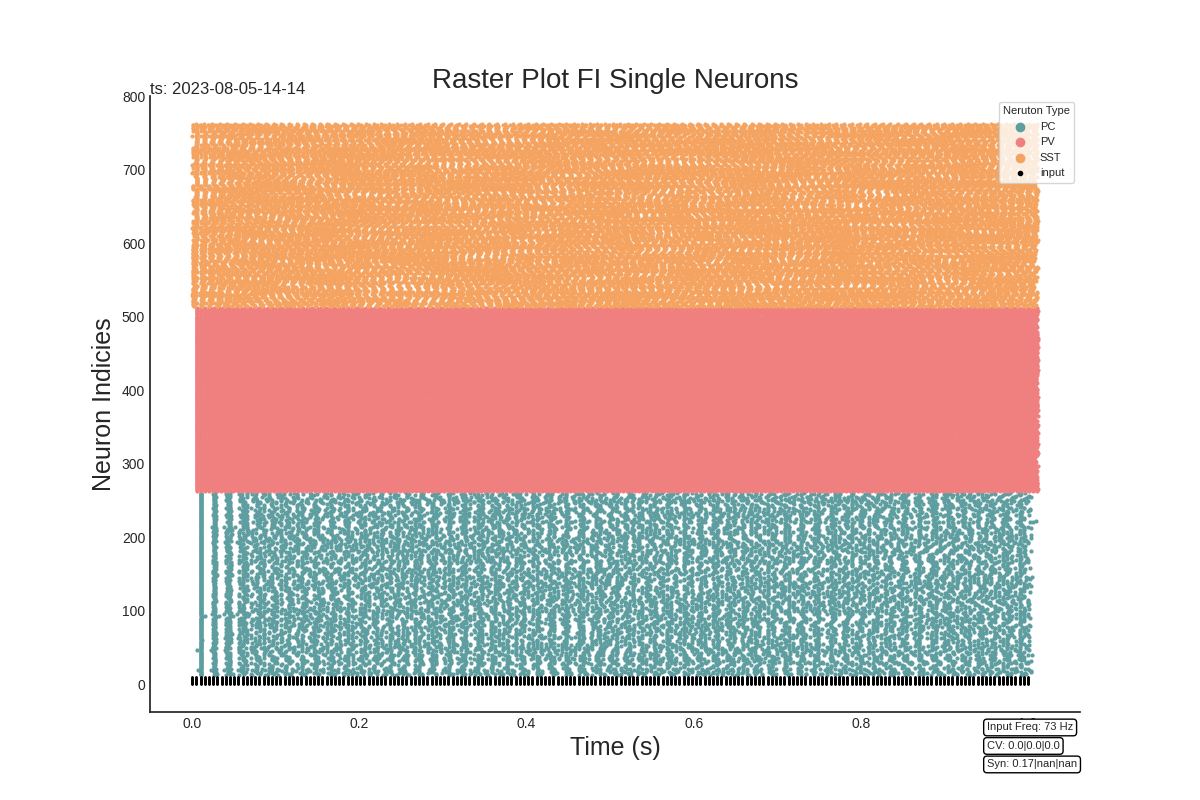 Raster Plot FI Single Neurons
ts: 2023-08-05-14-14
800
700
600
500
400
300
200
100
0
Neuron Indicies
Neruton Type
PC
PV
SST
input
0.0
0.2
0.4
0.6
0.8
Time (s)
Input Freq: 73 Hz
CV: 0.0|0.0|0.0
Syn: 0.17|nan|nan